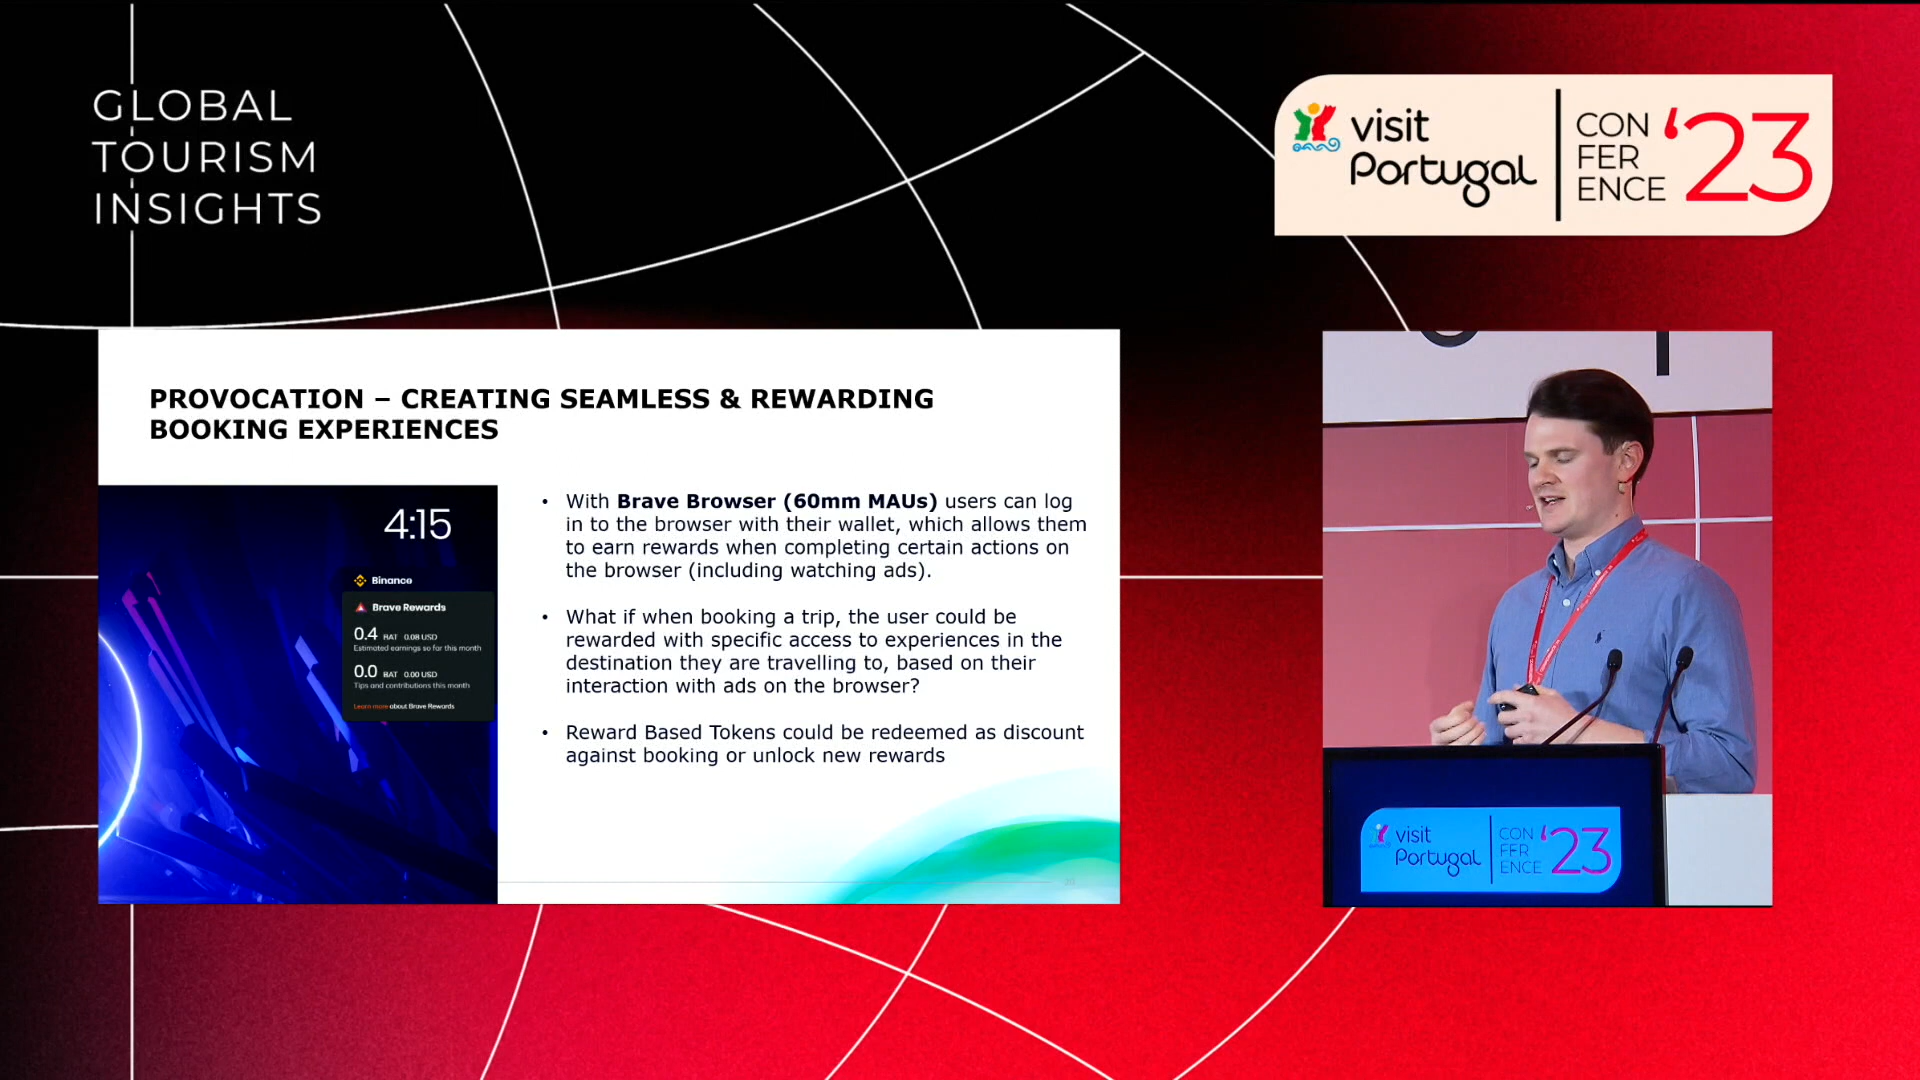 GLOBAL
TOURISM
INSIGHTS
visit
Portugal
CON
FER
ENCE
‘23
PROVOCATION – CREATING SEAMLESS & REWARDING
BOOKING EXPERIENCES
4:15
Binance
Brave Rewards
0.4 BAT 0.08 USD
Estimated earnings so far this month
0.0 BAT 0.00 USD
Tips and contributions this month
Learn more about Brave Rewards
• With Brave Browser (60mm MAUs) users can log
in to the browser with their wallet, which allows them
to earn rewards when completing certain actions on
the browser (including watching ads).
• What if when booking a trip, the user could be
rewarded with specific access to experiences in the
destination they are travelling to, based on their
interaction with ads on the browser?
• Reward Based Tokens could be redeemed as discount
against booking or unlock new rewards
visit
Portugal
CON
FER
ENCE
‘23